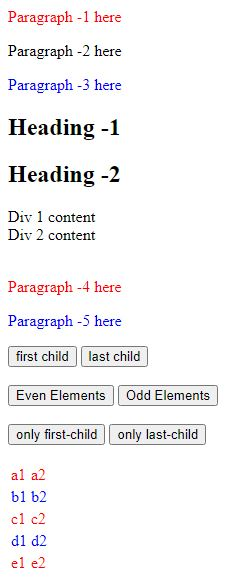 Paragraph -1 here
Paragraph -2 here
Paragraph -3 here
Heading -1
Heading -2
Div 1 content
Div 2 content
Paragraph -4 here
Paragraph -5 here
first child last child
Even Elements Odd Elements
only first-child only last-child
a1 a2
b1 b2
c1 c2
d1 d2
e1 e2